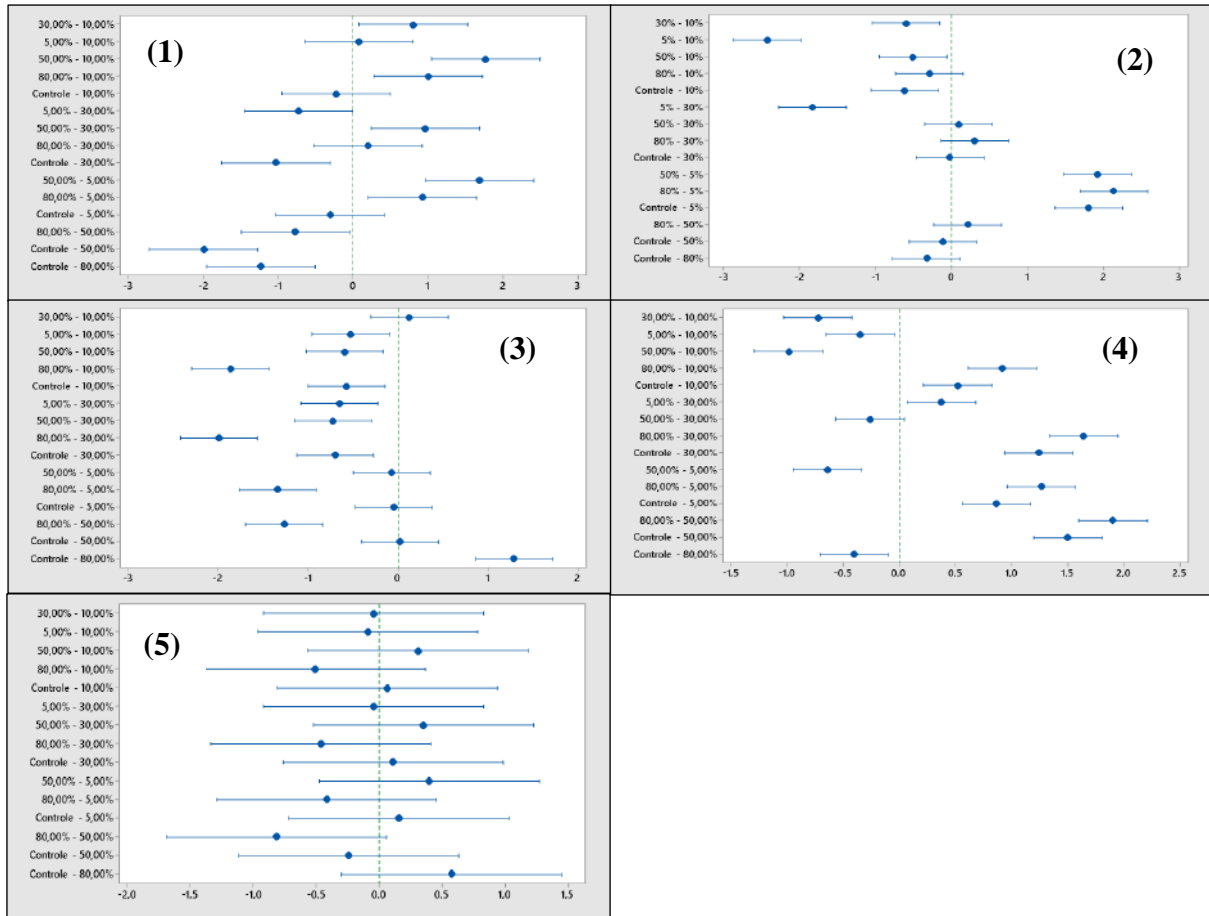 (1)
30,00% - 10,00%
5,00% - 10,00%
50,00% - 10,00%
80,00% - 10,00%
Controle - 10,00%
5,00% - 30,00%
50,00% - 30,00%
80,00% - 30,00%
Controle - 30,00%
50,00% - 5,00%
80,00% - 5,00%
Controle - 5,00%
80,00% - 50,00%
Controle - 50,00%
Controle - 80,00%
-3 -2 -1 0 1 2 3
(2)
30% - 10%
5% - 10%
50% - 10%
80% - 10%
Controle - 10%
5% - 30%
50% - 30%
80% - 30%
Controle - 30%
50% - 5%
80% - 5%
Controle - 5%
80% - 50%
Controle - 50%
Controle - 80%
-3 -2 -1 0 1 2 3
(3)
30,00% - 10,00%
5,00% - 10,00%
50,00% - 10,00%
80,00% - 10,00%
Controle - 10,00%
5,00% - 30,00%
50,00% - 30,00%
80,00% - 30,00%
Controle - 30,00%
50,00% - 5,00%
80,00% - 5,00%
Controle - 5,00%
80,00% - 50,00%
Controle - 50,00%
Controle - 80,00%
-3 -2 -1 0 1 2
(4)
30,00% - 10,00%
5,00% - 10,00%
50,00% - 10,00%
80,00% - 10,00%
Controle - 10,00%
5,00% - 30,00%
50,00% - 30,00%
80,00% - 30,00%
Controle - 30,00%
50,00% - 5,00%
80,00% - 5,00%
Controle - 5,00%
80,00% - 50,00%
Controle - 50,00%
Controle - 80,00%
-1.5 -1.0 -0.5 0.0 0.5 1.0 1.5 2.0 2.5
(5)
30,00% - 10,00%
5,00% - 10,00%
50,00% - 10,00%
80,00% - 10,00%
Controle - 10,00%
5,00% - 30,00%
50,00% - 30,00%
80,00% - 30,00%
Controle - 30,00%
50,00% - 5,00%
80,00% - 5,00%
Controle - 5,00%
80,00% - 50,00%
Controle - 50,00%
Controle - 80,00%
-2,0 -1,5 -1,0 -0.5 0.0 0.5 1,0 1,5